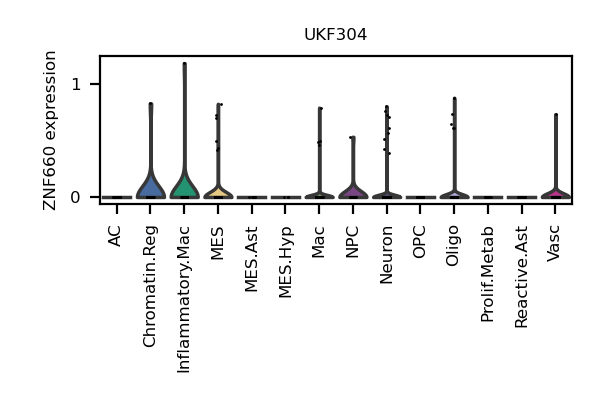 UKF304
ZNF660 expression
1
0
AC
Chromatin.Reg
Inflammatory.Mac
MES
MES.Ast
MES.Hyp
Mac
NPC
Neuron
OPC
Oligo
Prolif.Metab
Reactive.Ast
Vasc